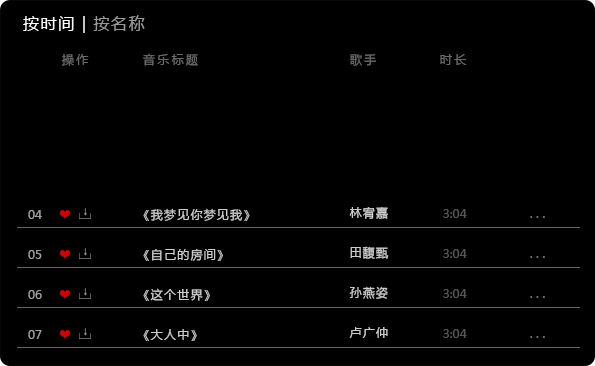 按时间 | 按名称
操作 音乐标题 歌手 时长
04 《我梦见你梦见我》 林宥嘉 3:04 ...
05 《自己的房间》 田馥甄 3:04 ...
06 《这个世界》 孙燕姿 3:04 ...
07 《大人中》 卢广仲 3:04 ...